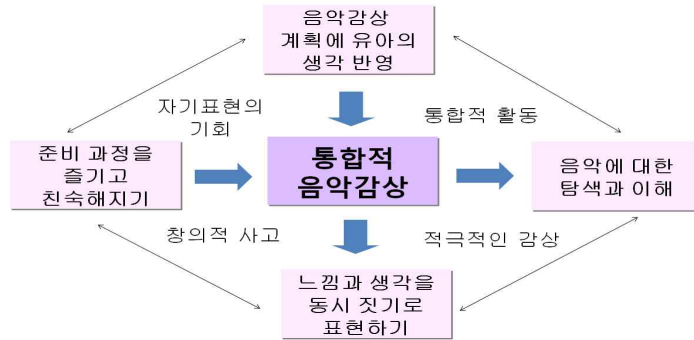 음악감상
계획에 유아의
생각 반영
자기표현의
기회
통합적 활동
준비 과정을
즐기고
친숙해지기
통합적
음악감상
음악에 대한
탐색과 이해
창의적 사고
적극적인 감상
느낌과 생각을
동시 짓기로
표현하기